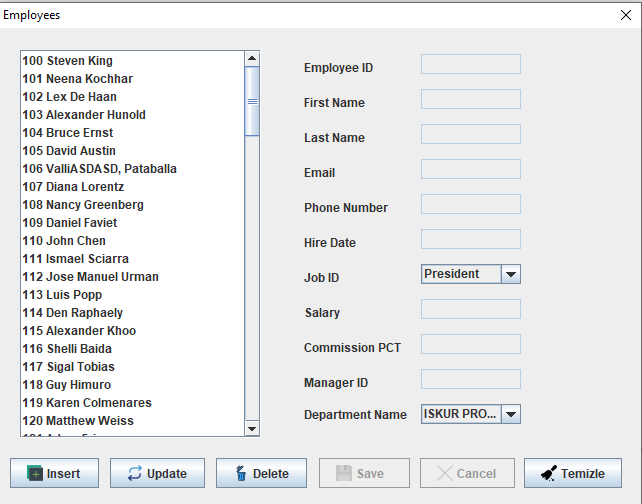 Employees
100 Steven King
101 Neena Kochhar
102 Lex De Haan
103 Alexander Hunold
104 Bruce Ernst
105 David Austin
106 ValliASDASD, Pataballa
107 Diana Lorentz
108 Nancy Greenberg
109 Daniel Faviet
110 John Chen
111 Ismael Sciarra
112 Jose Manuel Urman
113 Luis Popp
114 Den Raphaely
115 Alexander Khoo
116 Shelli Baida
117 Sigal Tobias
118 Guy Himuro
119 Karen Colmenares
120 Matthew Weiss
Employee ID
First Name
Last Name
Email
Phone Number
Hire Date
Job ID President
Salary
Commission PCT
Manager ID
Department Name ISKUR PRO...
Insert Update Delete Save Cancel Temizle